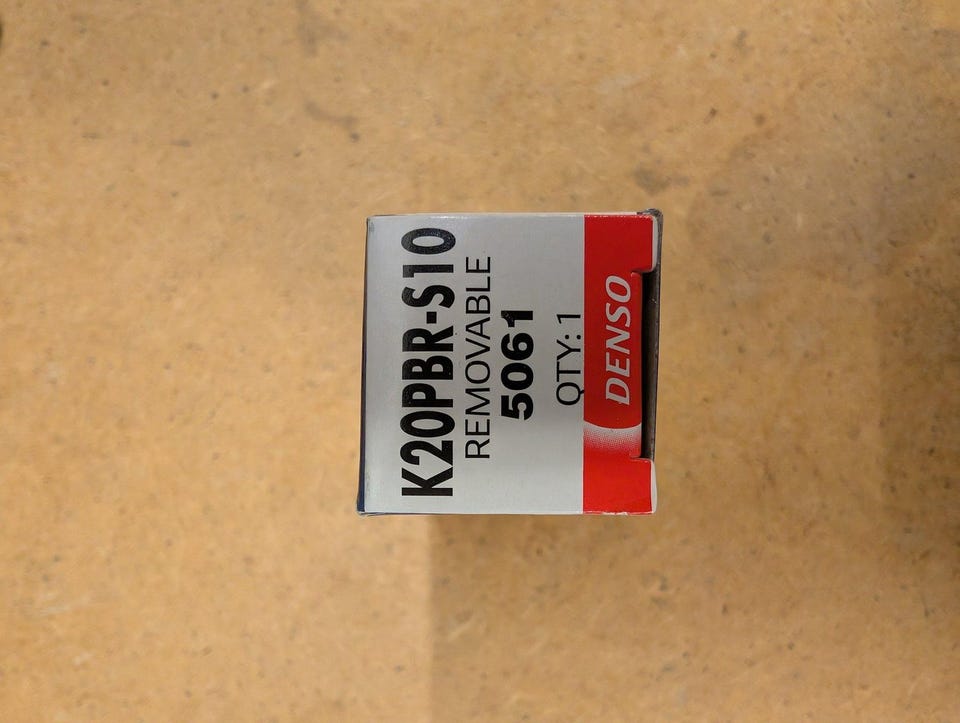 K20PBR-S10
REMOVABLE
5061
QTY: 1
DENSO